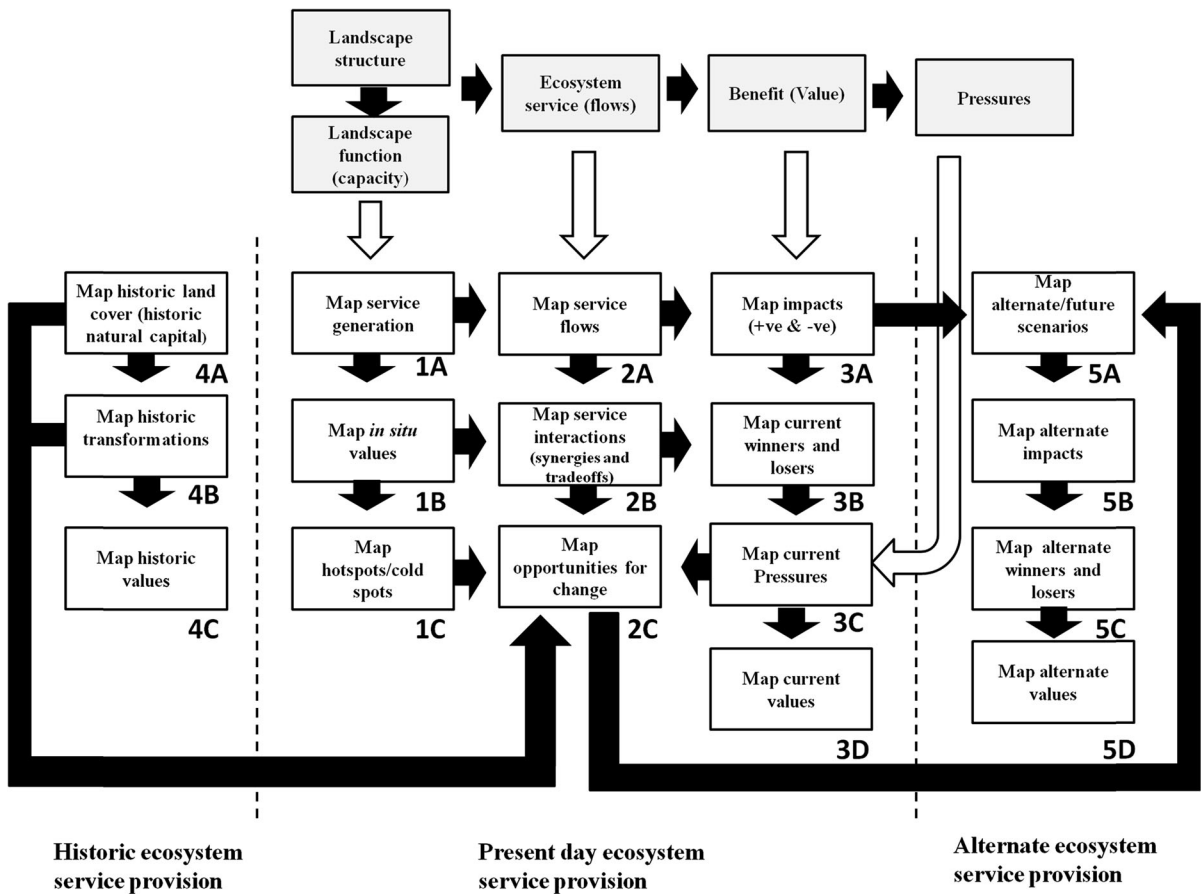 Landscape
structure
Ecosystem
service (flows)
Benefit (Value)
Pressures
Landscape
function
(capacity)
Map historic land
cover (historic
natural capital)
4A
Map service
generation
1A
Map service
flows
2A
Map impacts
(+ve & -ve)
3A
Map
alternate/future
scenarios
5A
Map historic
transformations
4B
Map in situ
values
1B
Map service
interactions
(synergies and
tradeoffs)
2B
Map current
winners and
losers
3B
Map alternate
impacts
5B
Map historic
values
4C
Map
hotspots/cold
spots
1C
Map
opportunities for
change
2C
Map current
Pressures
3C
Map alternate
winners and
losers
5C
Map current
values
3D
Map alternate
values
5D
Historic ecosystem
service provision
Present day ecosystem
service provision
Alternate ecosystem
service provision